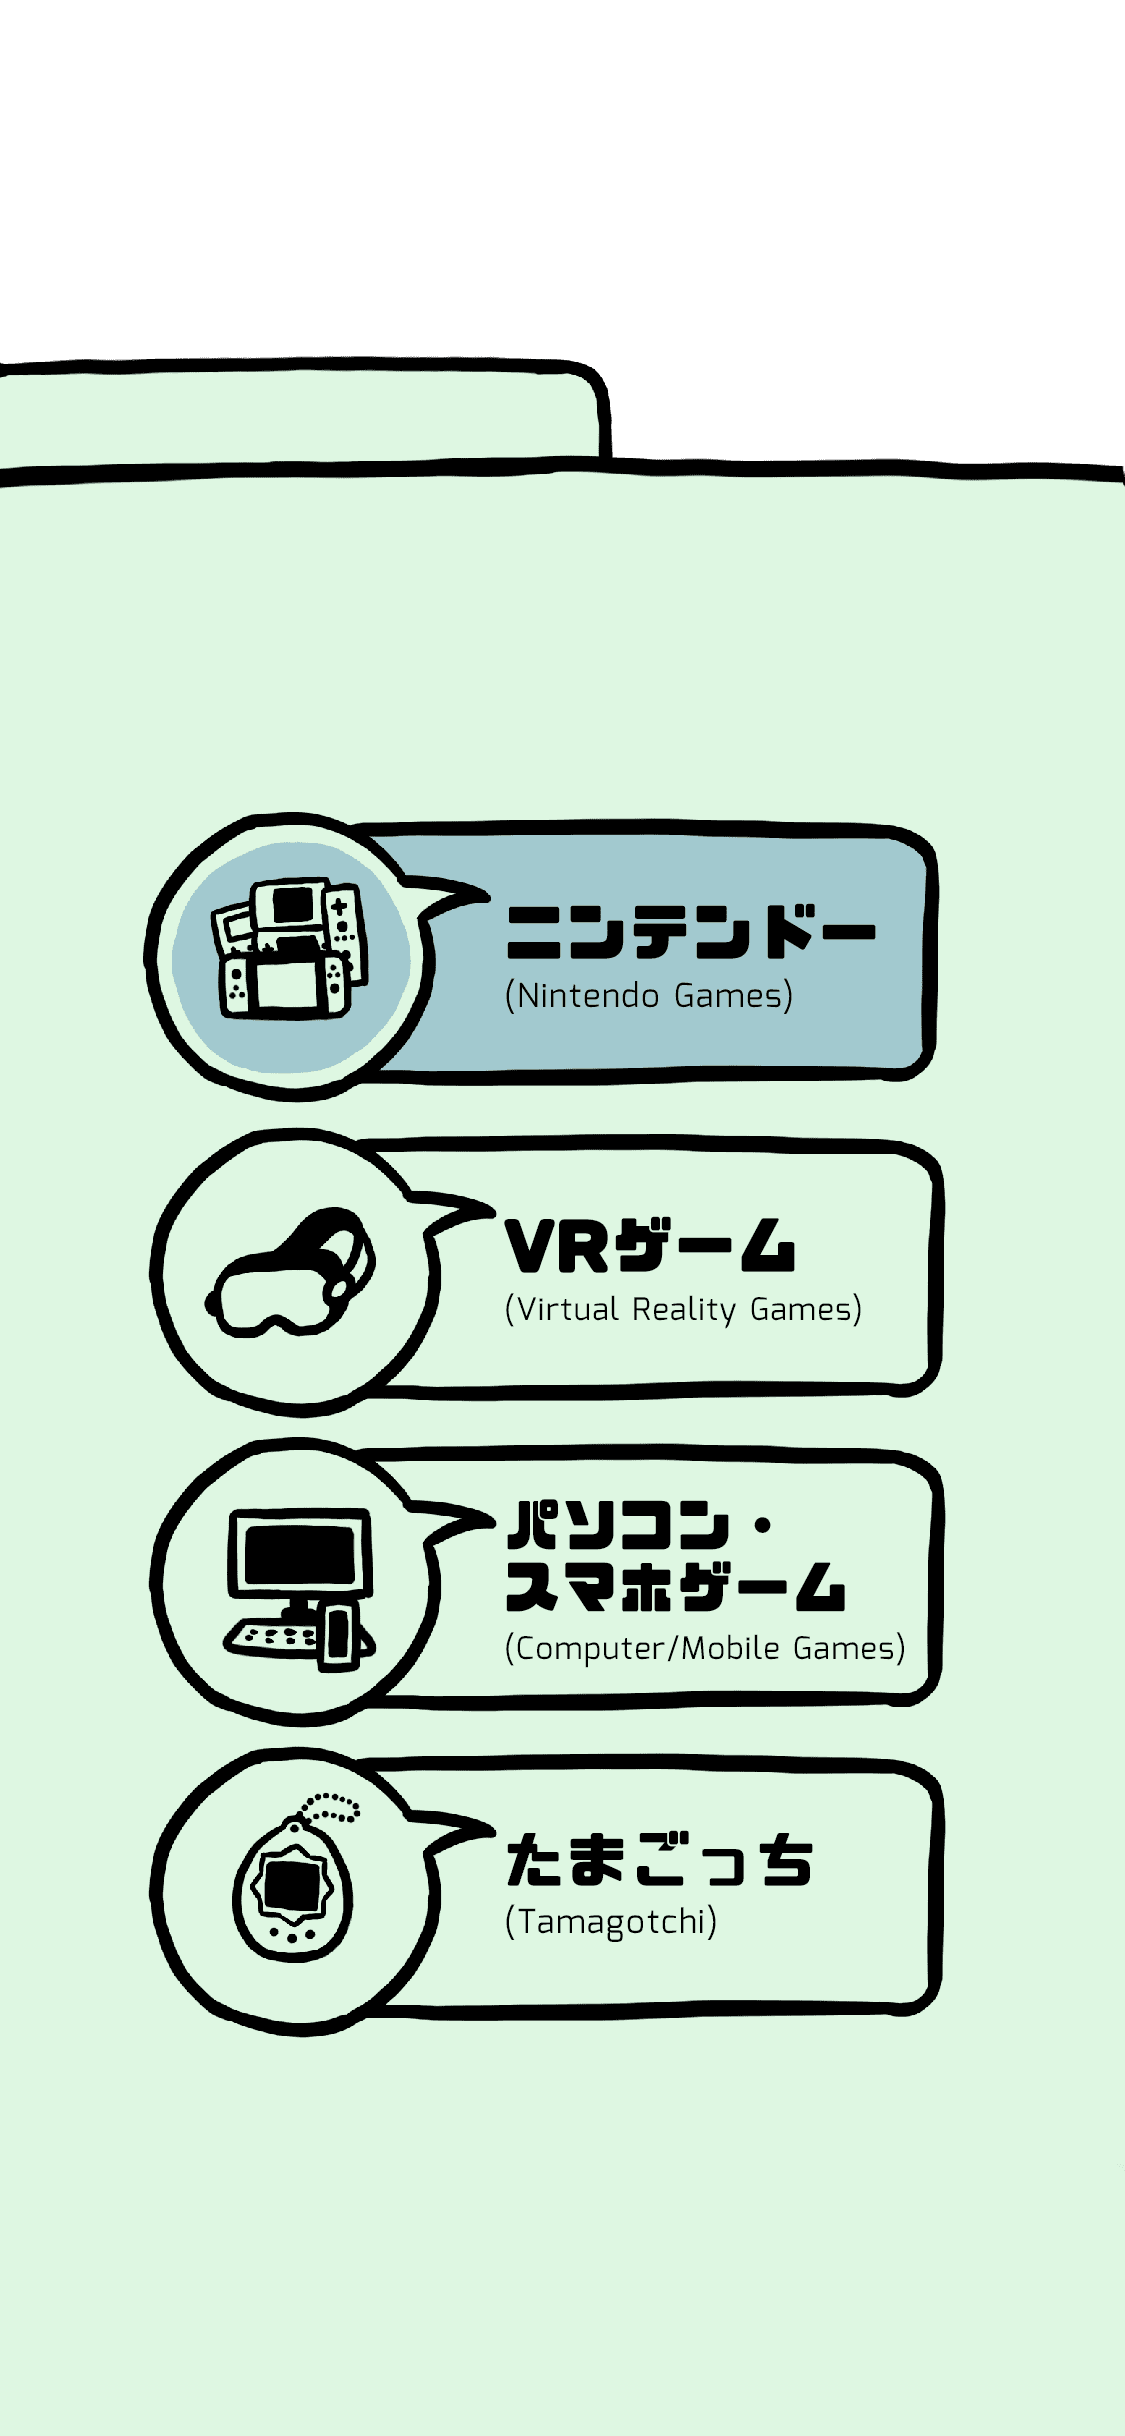 ニンテンドー
(Nintendo Games)
VRゲーム
(Virtual Reality Games)
パソコン・
スマホゲーム
(Computer/Mobile Games)
たまごっち
(Tamagotchi)